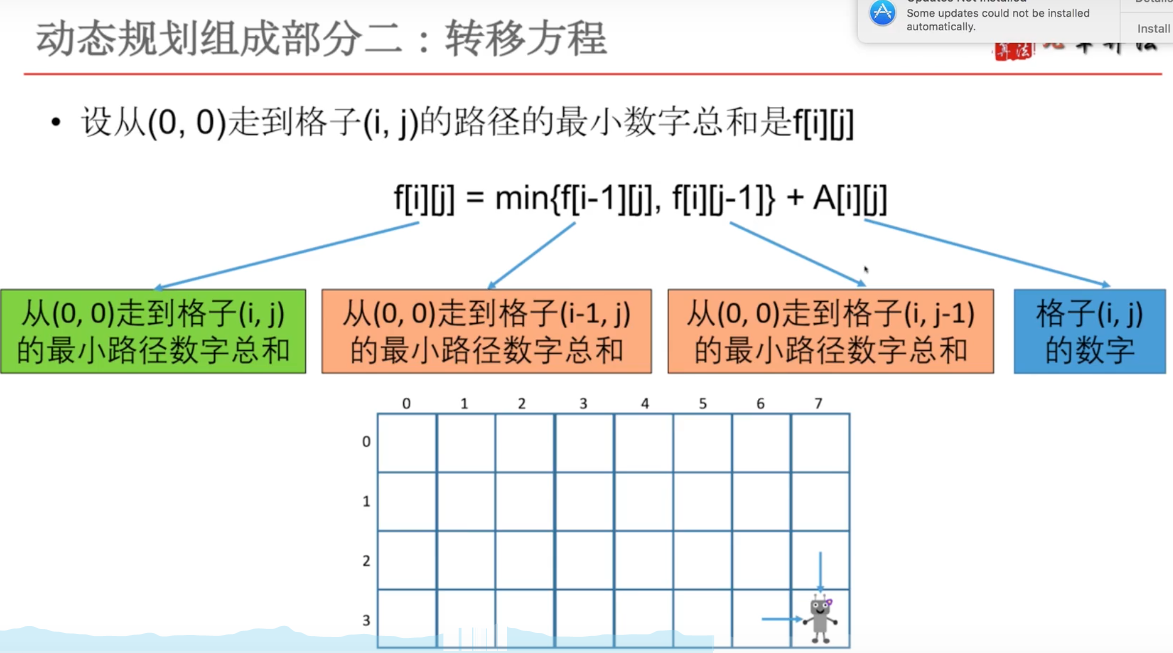 Some updates could not be installed
automatically.
Install
动态规划组成部分二：转移方程
• 设从(0, 0)走到格子(i, j)的路径的最小数字总和是f[i][j]
f[i][j] = min{f[i-1][j], f[i][j-1]} + A[i][j]
从(0, 0)走到格子(i, j)
的最小路径数字总和
从(0, 0)走到格子(i-1, j)
的最小路径数字总和
从(0, 0)走到格子(i, j-1)
的最小路径数字总和
格子(i, j)
的数字
0 1 2 3 4 5 6 7
0
1
2
3